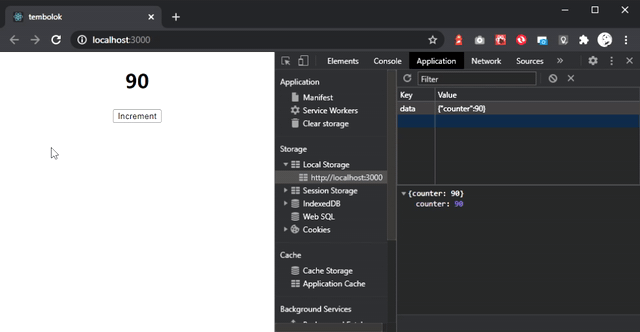 tembolok
localhost:3000
90
Increment
Elements
Console
Application
Network
Sources
»
Application
Manifest
Service Workers
Clear storage
Storage
Local Storage
http://localhost:3000
Session Storage
IndexedDB
Web SQL
Cookies
Cache
Cache Storage
Application Cache
Background Services
Filter
Key Value
data {"counter":90}
{counter: 90}
counter: 90